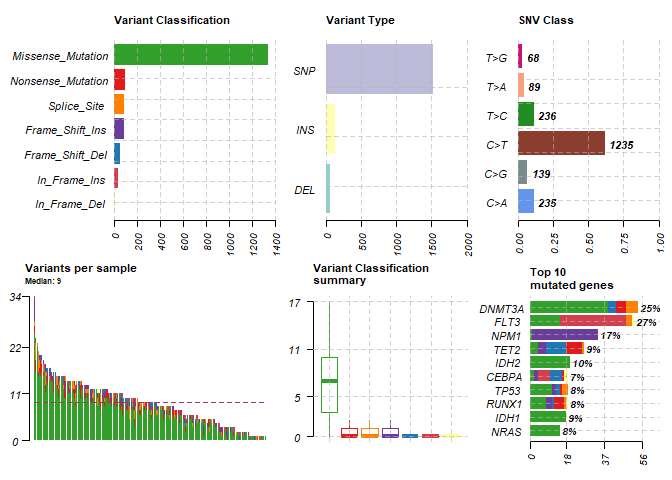 Variant Classification
Missense_Mutation
Nonsense_Mutation
Splice_Site
Frame_Shift_Ins
Frame_Shift_Del
In_Frame_Ins
In_Frame_Del
0
200
400
600
800
1000
1200
1400
Variant Type
SNP
INS
DEL
0
500
1000
1500
2000
SNV Class
T>G 68
T>A 89
T>C 236
C>T 1235
C>G 139
C>A 235
0.00
0.25
0.50
0.75
1.00
Variants per sample
Median: 9
34
22
11
0
Variant Classification
summary
17
11
5
0
Top 10
mutated genes
DNMT3A 25%
FLT3 27%
NPM1 17%
TET2 9%
IDH2 10%
CEBPA 7%
TP53 8%
RUNX1 8%
IDH1 9%
NRAS 8%
0
18
37
56